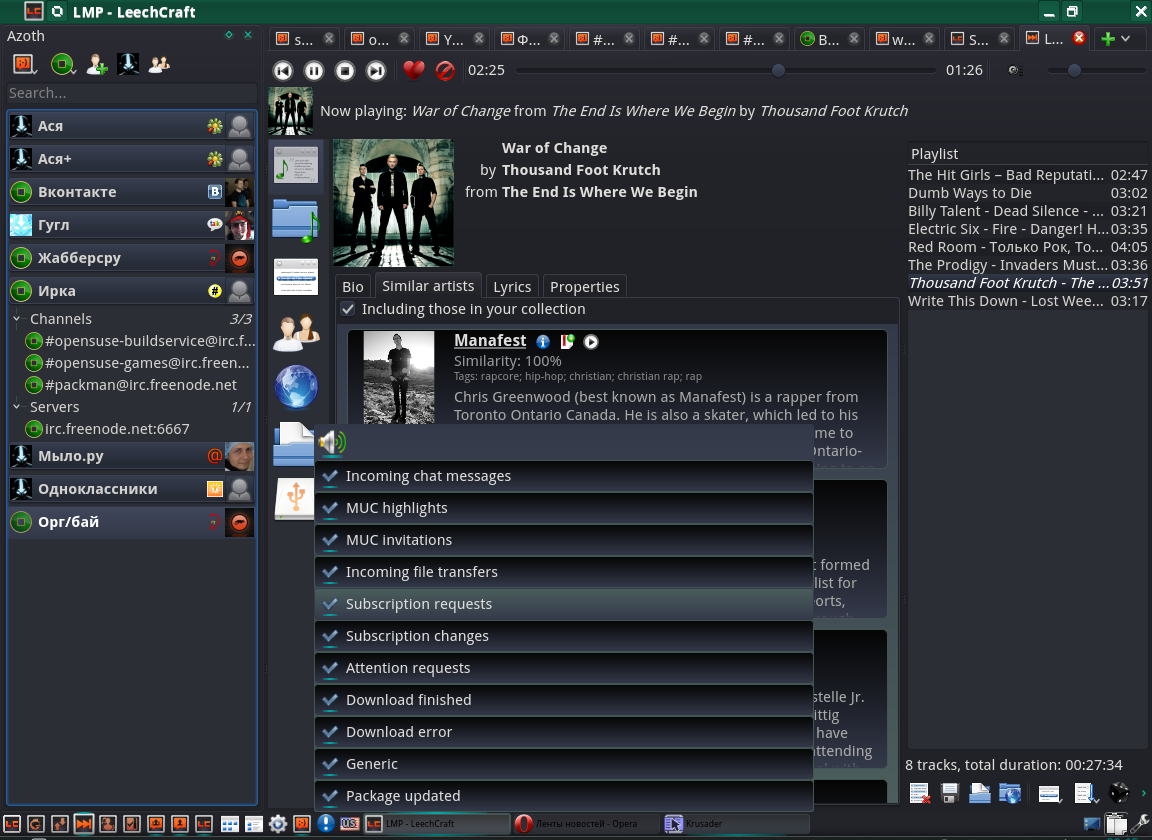 LMP - LeechCraft
Azoth
Search...
Ася
Ася+
Вконтакте
Гугл
Жабберсру
Ирка
Channels 3/3
#opensuse-buildservice@irc.f...
#opensuse-games@irc.freen...
#packman@irc.freenode.net
Servers 1/1
irc.freenode.net:6667
Мыло.ру
Одноклассники
Орг/бай
s... o... Y... Ф... #... #... #... B... w... S... L...
02:25 01:26
Now playing: War of Change from The End Is Where We Begin by Thousand Foot Krutch
War of Change
by Thousand Foot Krutch
from The End Is Where We Begin
Bio Similar artists Lyrics Properties
Including those in your collection
Manafest
Similarity: 100%
Tags: rapcore; hip-hop; christian; christian rap; rap
Chris Greenwood (best known as Manafest) is a rapper from
Toronto Ontario Canada. He is also a skater, which led to his
me to
Ontario-
formed
list for
orts,
stelle Jr.
ittig
have
ttending
Incoming chat messages
MUC highlights
MUC invitations
Incoming file transfers
Subscription requests
Subscription changes
Attention requests
Download finished
Download error
Generic
Package updated
Playlist
The Hit Girls – Bad Reputati... 02:47
Dumb Ways to Die 03:02
Billy Talent - Dead Silence - ... 03:21
Electric Six - Fire - Danger! H... 03:35
Red Room - Только Рок, То... 04:05
The Prodigy - Invaders Must... 03:36
Thousand Foot Krutch - The ... 03:51
Write This Down - Lost Wee... 03:17
8 tracks, total duration: 00:27:34
US
LMP - LeechCraft
Ленты новостей - Opera
Krusader